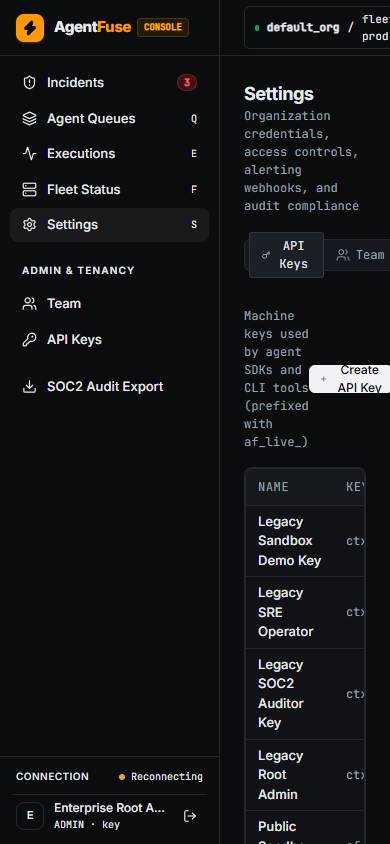 AgentFuse CONSOLE
Incidents 3
Agent Queues Q
Executions E
Fleet Status F
Settings S
ADMIN & TENANCY
Team
API Keys
SOC2 Audit Export
CONNECTION Reconnecting
E Enterprise Root A...
ADMIN · key
default_org /
prod
Settings
Organization
credentials,
access controls,
alerting
webhooks, and
audit compliance
API
Keys
Team
Machine
keys used
by agent
SDKs and
CLI tools
(prefixed
with
af_live_)
Create
API Key
NAME
Legacy
Sandbox
Demo Key
Legacy
SRE
Operator
Legacy
SOC2
Auditor
Key
Legacy
Root
Admin
Public